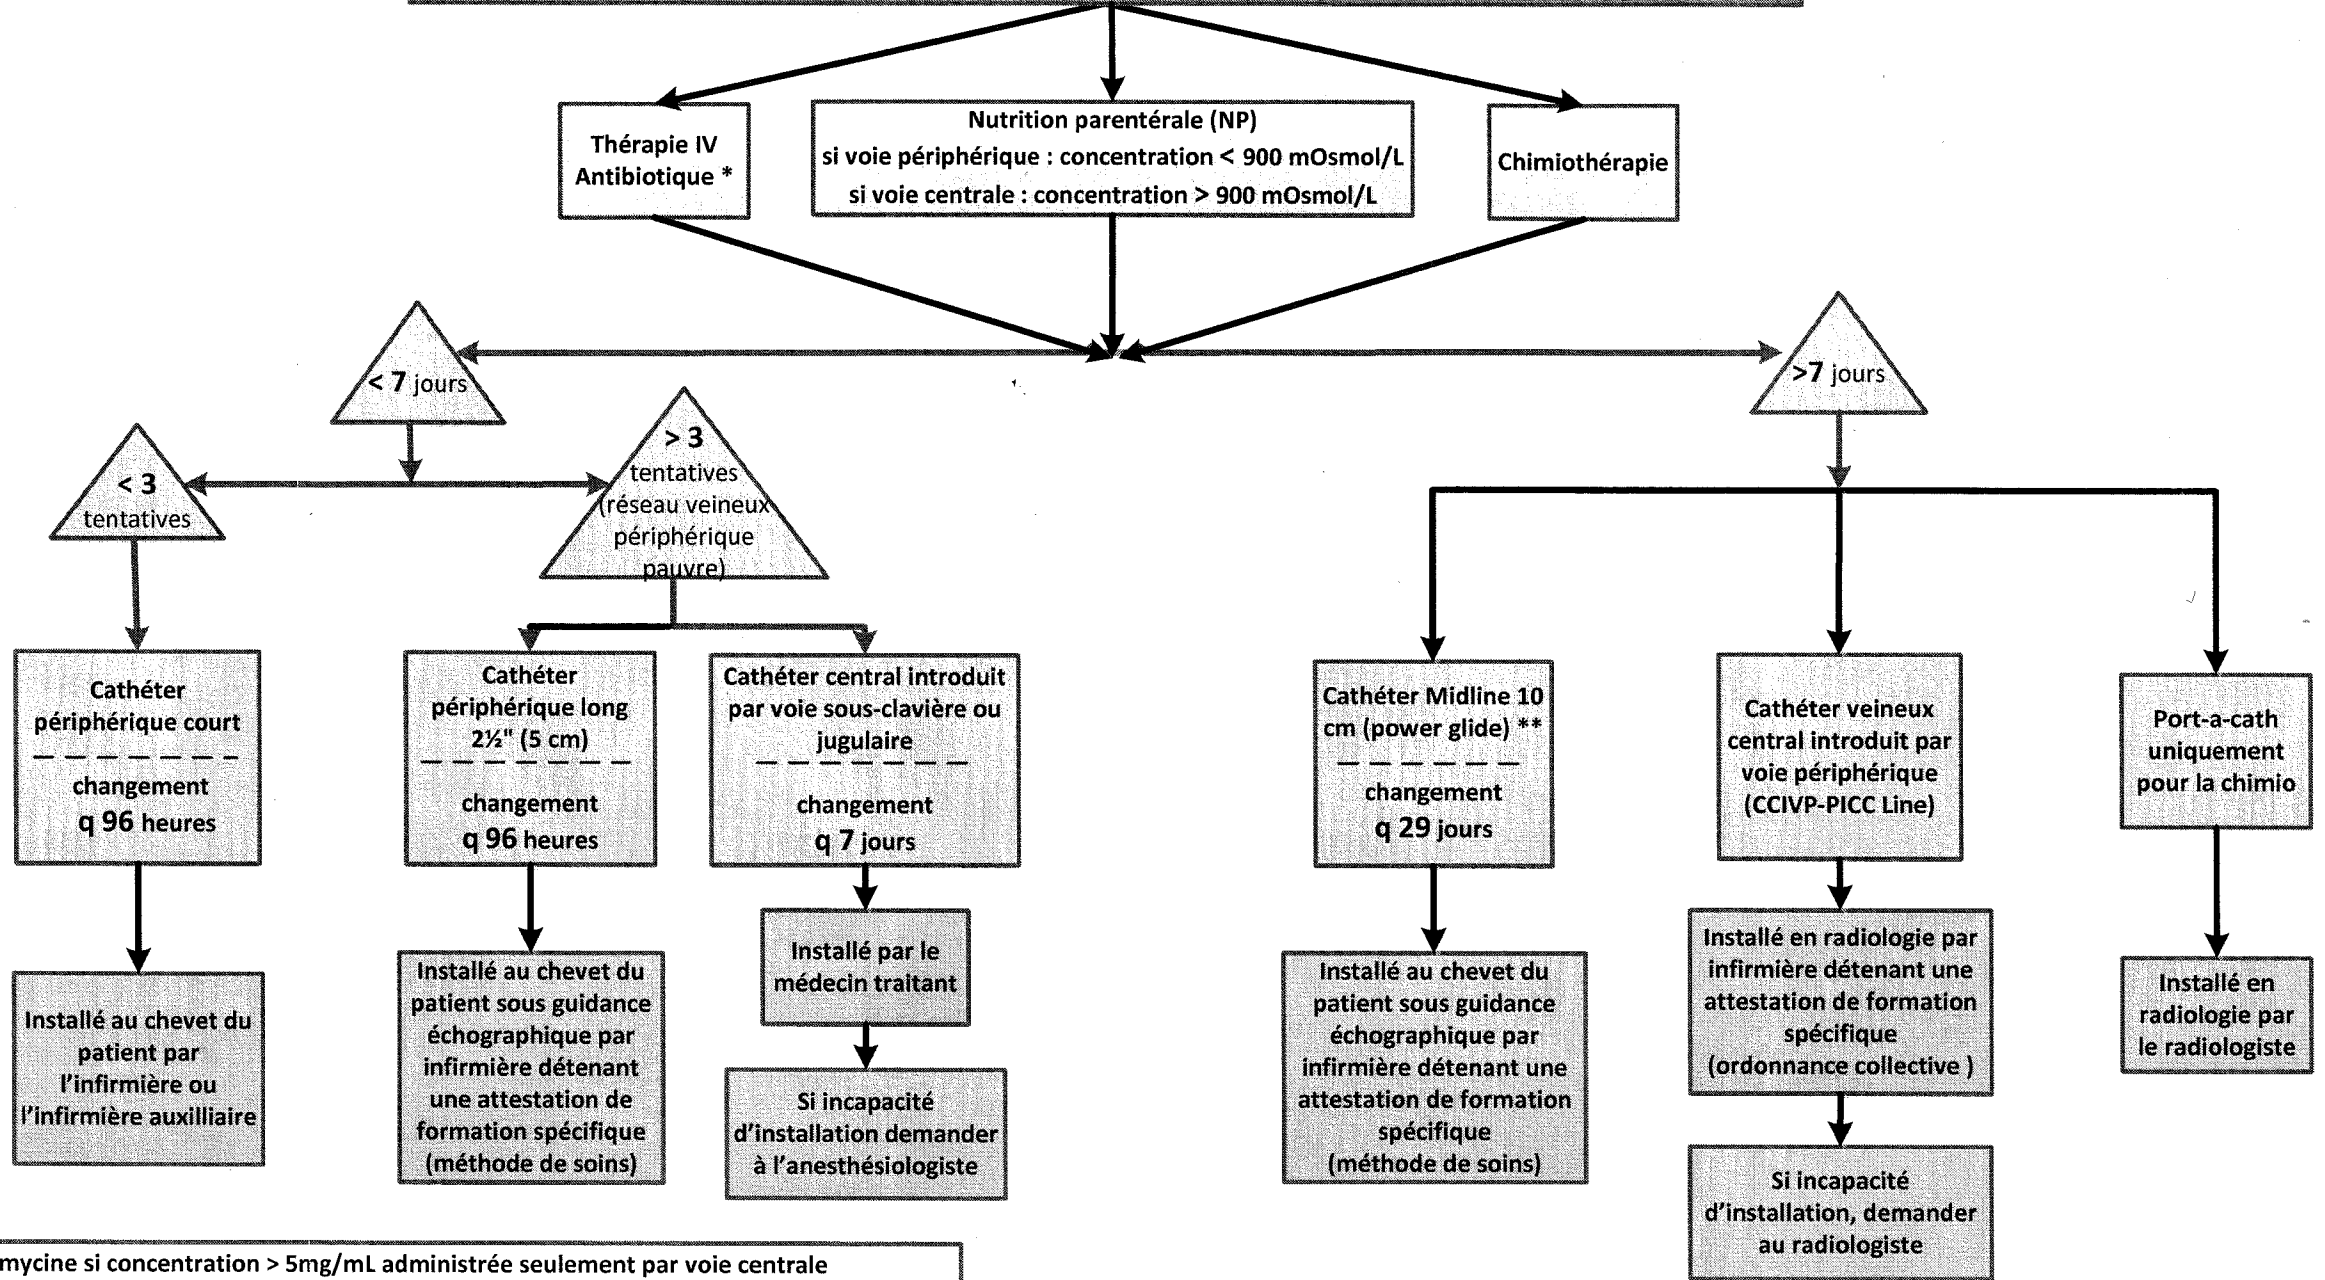 Thérapie IV
Antibiotique *
Nutrition parentérale (NP)
si voie périphérique : concentration < 900 mOsmol/L
si voie centrale : concentration > 900 mOsmol/L
Chimiothérapie
< 7 jours
>7 jours
< 3
tentatives
> 3
tentatives
(réseau veineux
périphérique
pauvre)
Cathéter
périphérique court
changement
q 96 heures
Cathéter
périphérique long
2½" (5 cm)
changement
q 96 heures
Cathéter central introduit
par voie sous-clavière ou
jugulaire
changement
q 7 jours
Cathéter Midline 10
cm (power glide) **
changement
q 29 jours
Cathéter veineux
central introduit par
voie périphérique
(CCIVP-PICC Line)
Port-a-cath
uniquement
pour la chimio
Installé au chevet du
patient par
l'infirmière ou
l'infirmière auxilliaire
Installé au chevet du
patient sous guidance
échographique par
infirmière détenant
une attestation de
formation spécifique
(méthode de soins)
Installé par le
médecin traitant
Si incapacité
d'installation demander
à l'anesthésiologiste
Installé au chevet du
patient sous guidance
échographique par
infirmière détenant une
attestation de formation
spécifique
(méthode de soins)
Installé en radiologie par
infirmière détenant une
attestation de formation
spécifique
(ordonnance collective )
Si incapacité
d'installation, demander
au radiologiste
Installé en
radiologie par
le radiologiste
mycine si concentration > 5mg/mL administrée seulement par voie centrale